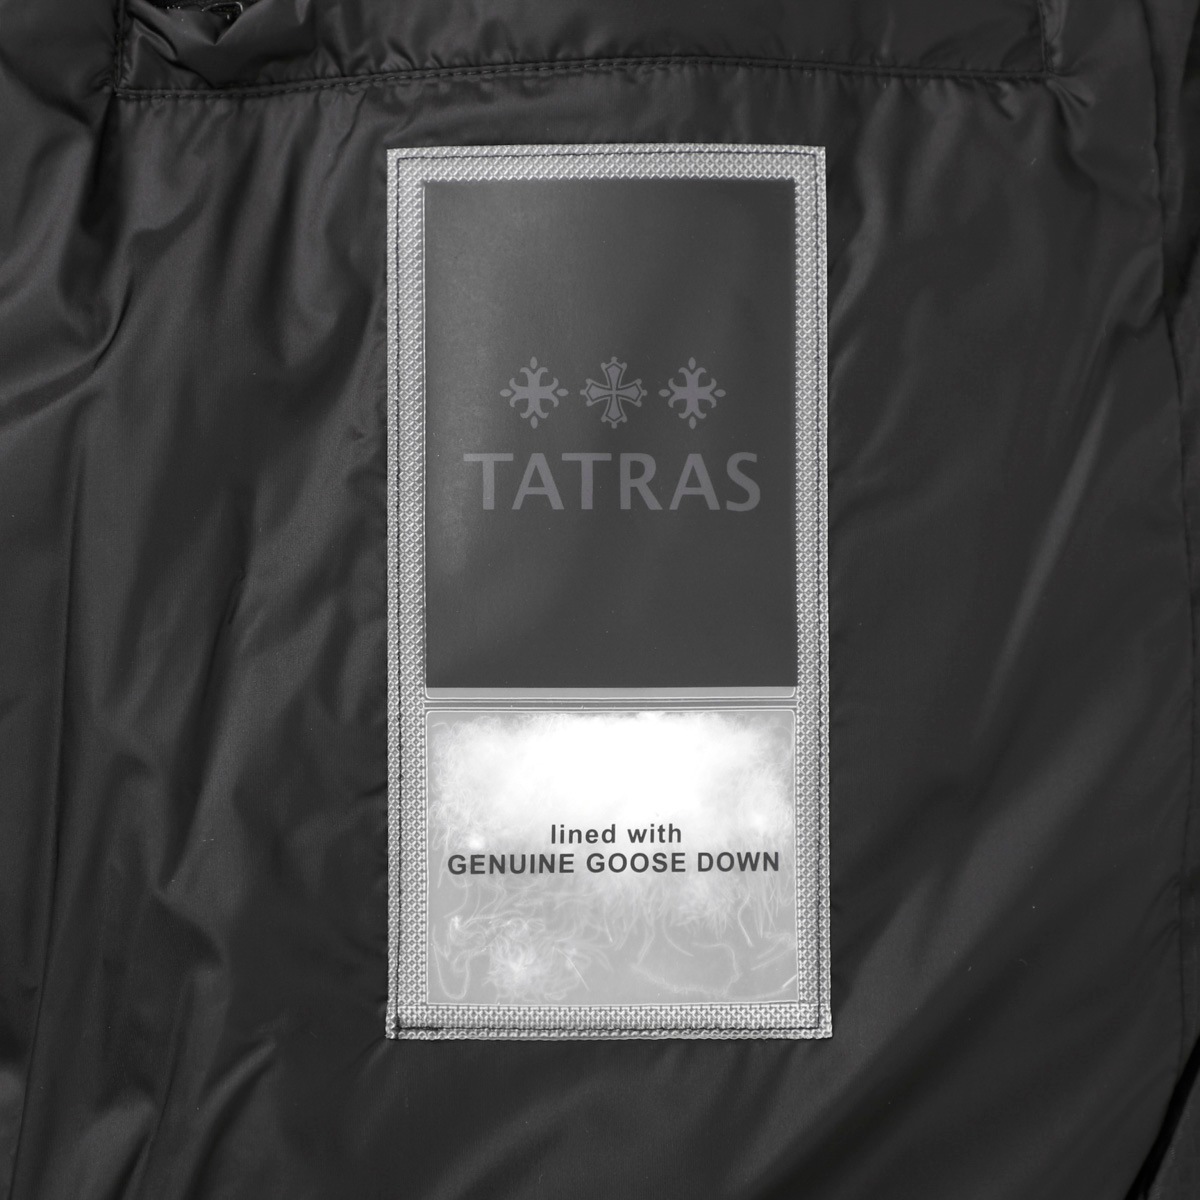 TATRAS
lined with
GENUINE GOOSE DOWN